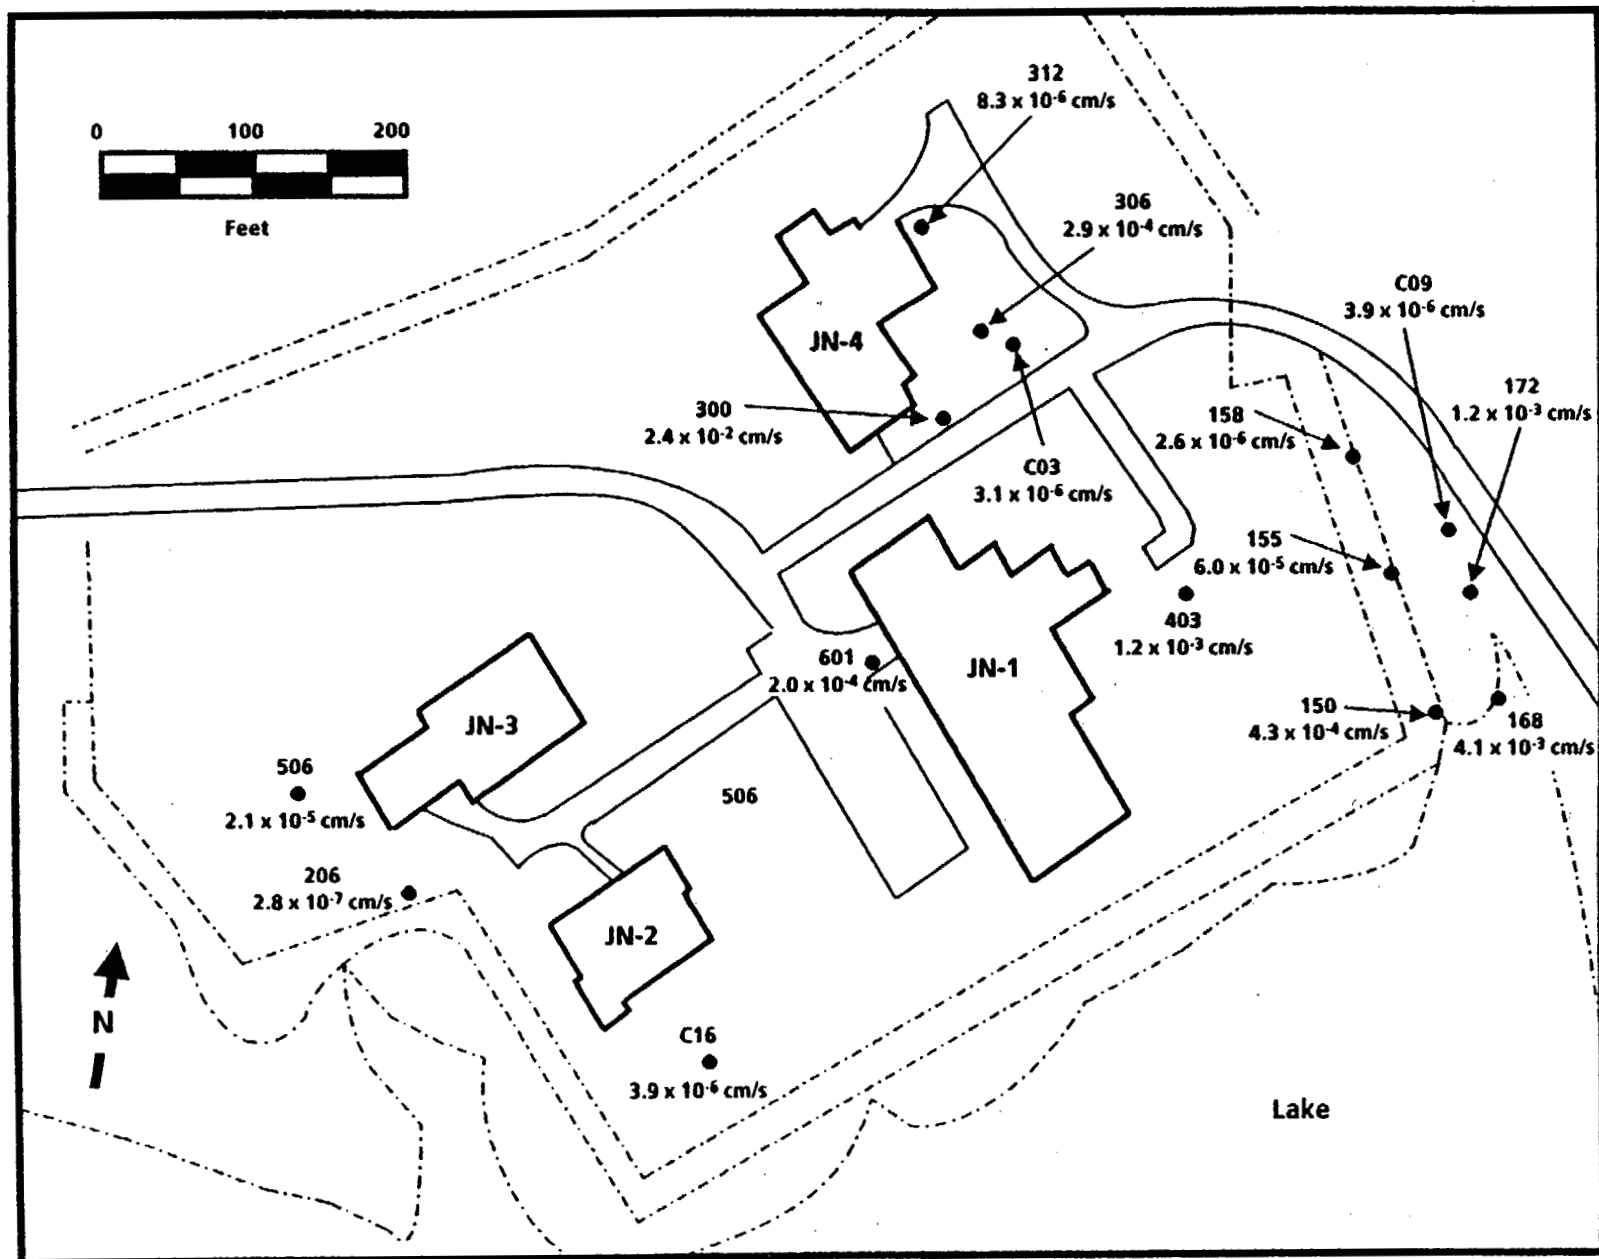 312
8.3 x 10-6 cm/s
0 100 200
Feet
306
2.9 x 10-4 cm/s
C09
3.9 x 10-6 cm/s
JN-4
172
1.2 x 10-3 cm/s
300
2.4 x 10-2 cm/s
158
2.6 x 10-6 cm/s
C03
3.1 x 10-6 cm/s
155
6.0 x 10-5 cm/s
403
1.2 x 10-3 cm/s
601
2.0 x 10-4 cm/s
JN-1
150
4.3 x 10-4 cm/s
168
4.1 x 10-3 cm/s
JN-3
506
2.1 x 10-5 cm/s
506
206
2.8 x 10-7 cm/s
JN-2
N
C16
3.9 x 10-6 cm/s
Lake